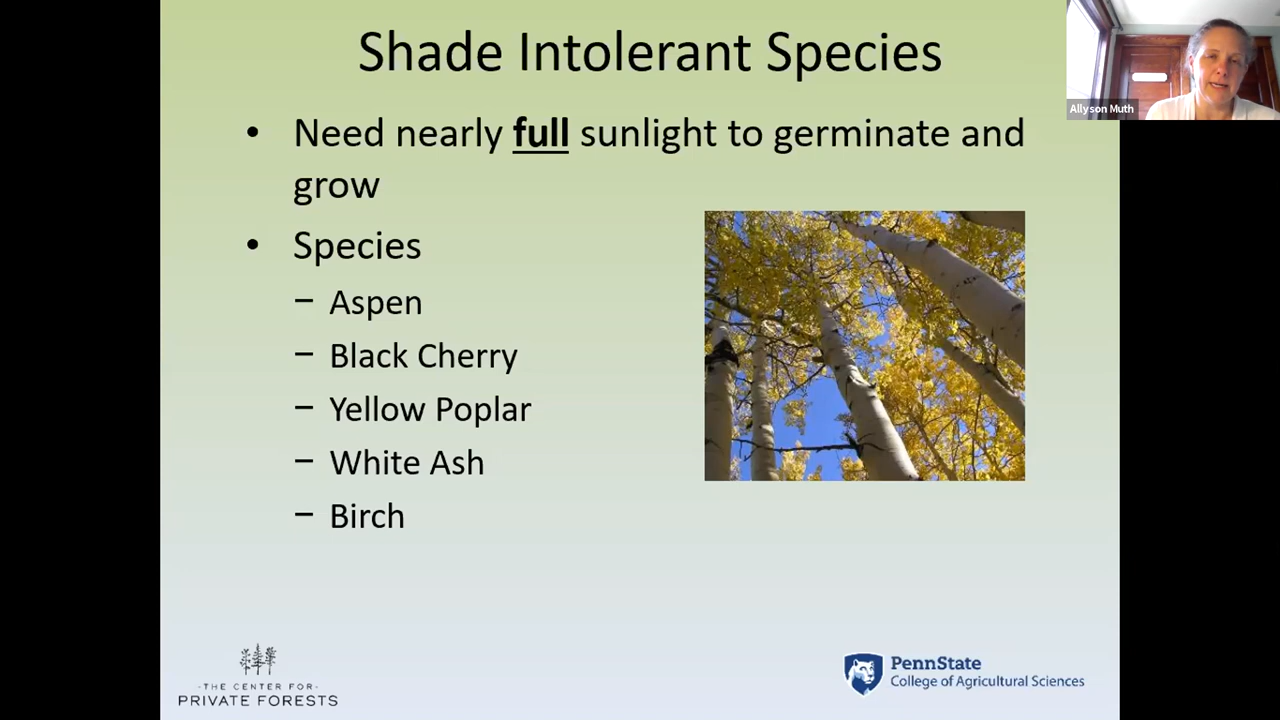 Shade Intolerant Species
• Need nearly full sunlight to germinate and
grow
• Species
– Aspen
– Black Cherry
– Yellow Poplar
– White Ash
– Birch
Allyson Muth
·THE CENTER FOR·
PRIVATE FORESTS
PennState
College of Agricultural Sciences